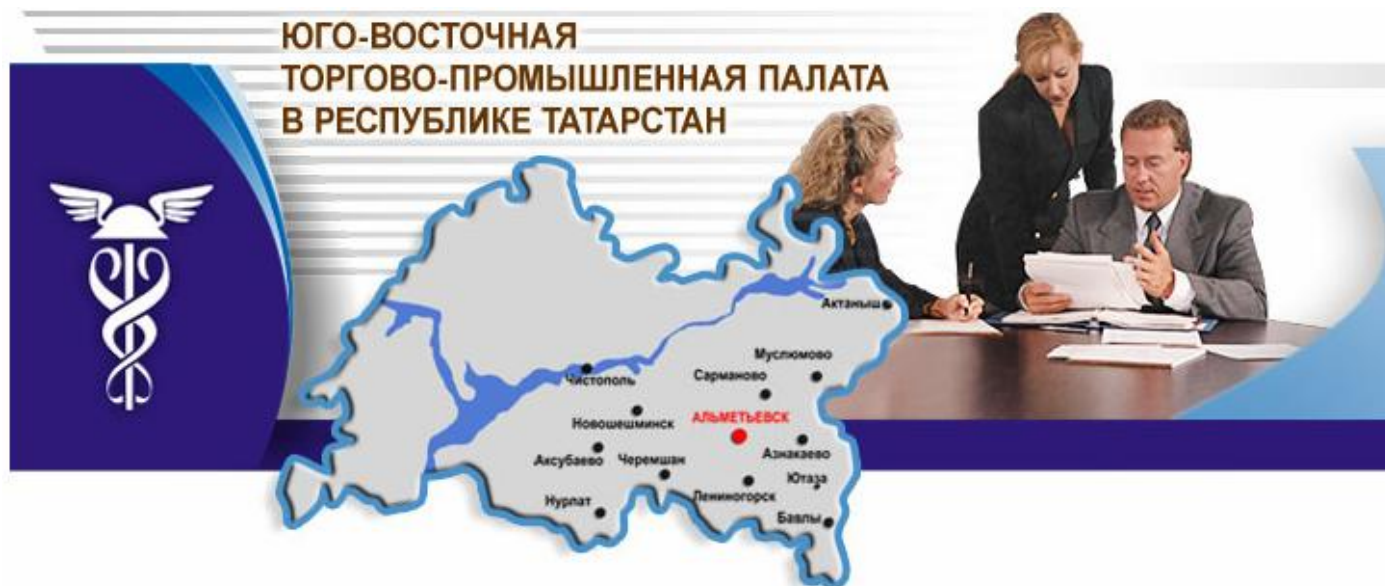 ЮГО-ВОСТОЧНАЯ
ТОРГОВО-ПРОМЫШЛЕННАЯ ПАЛАТА
В РЕСПУБЛИКЕ ТАТАРСТАН
Актаныш
Муслюмово
Сарманово
Чистополь
АЛЬМЕТЬЕВСК
Новошешминск
Азнакаево
Аксубаево
Черемшан
Ютаза
Лениногорск
Нурлат
Бавлы